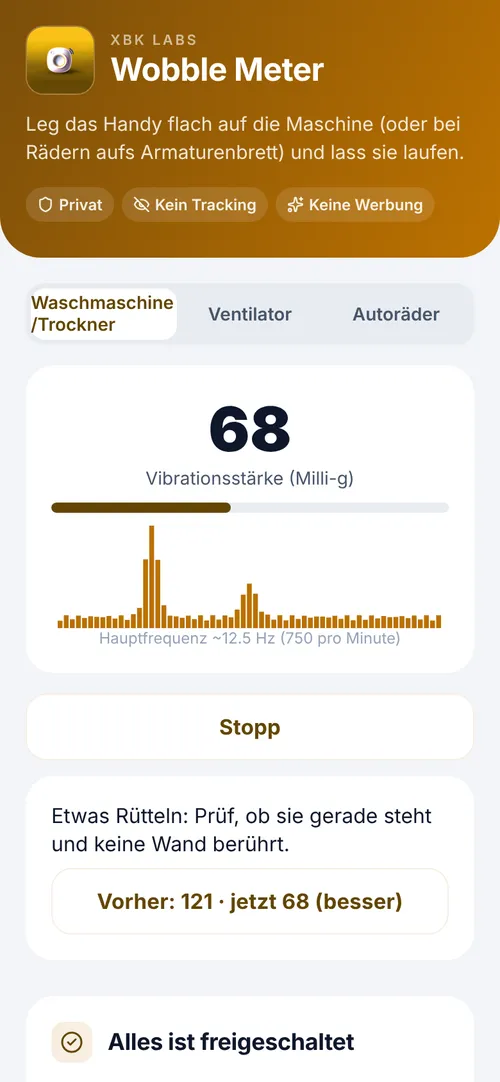 XBK LABS
Wobble Meter
Leg das Handy flach auf die Maschine (oder bei
Rädern aufs Armaturenbrett) und lass sie laufen.
Privat
Kein Tracking
Keine Werbung
Waschmaschine
/Trockner
Ventilator
Autoräder
68
Vibrationsstärke (Milli-g)
Hauptfrequenz ~12.5 Hz (750 pro Minute)
Stopp
Etwas Rütteln: Prüf, ob sie gerade steht
und keine Wand berührt.
Vorher: 121 · jetzt 68 (besser)
Alles ist freigeschaltet